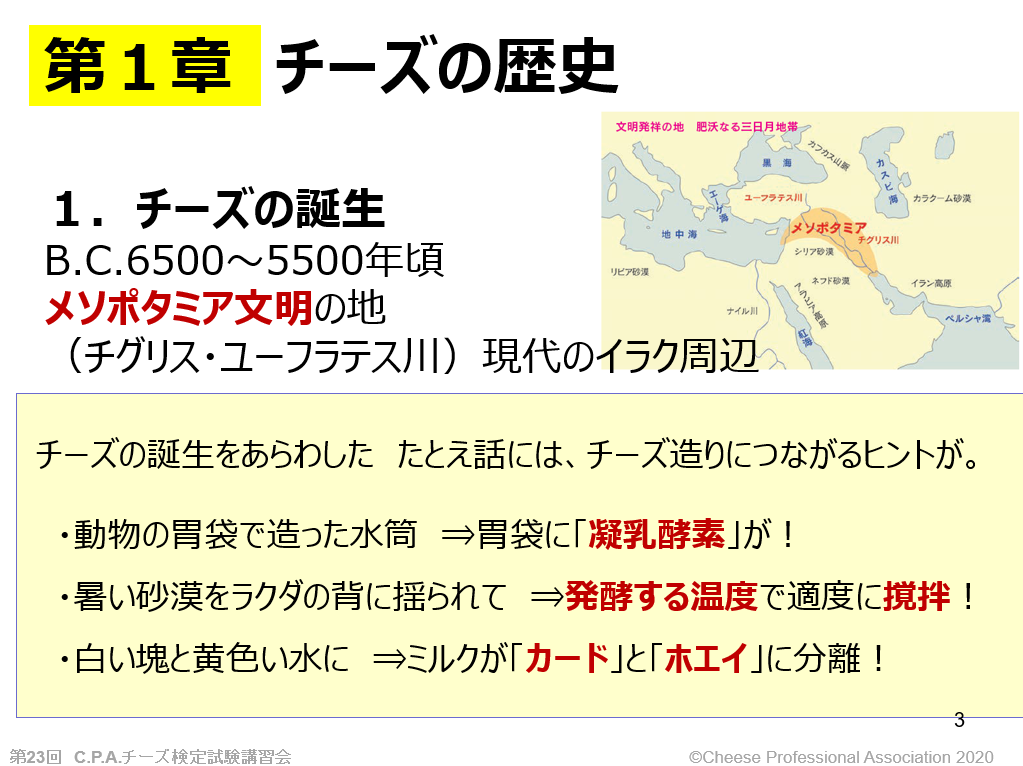 第１章 チーズの歴史
文明発祥の地　肥沃なる三日月地帯
カフカス山脈
黒 海
カスピ海
エーゲ海
ユーフラテス川
カラクーム砂漠
地 中 海
メソポタミア
チグリス川
シリア砂漠
リビア砂漠
ネフド砂漠
イラン高原
アラビア高原
ナイル川
ペルシャ湾
紅海
１．チーズの誕生
B.C.6500～5500年頃
メソポタミア文明の地
（チグリス・ユーフラテス川）現代のイラク周辺
チーズの誕生をあらわした　たとえ話には、チーズ造りにつながるヒントが。
・動物の胃袋で造った水筒　⇒胃袋に「凝乳酵素」が！
・暑い砂漠をラクダの背に揺られて　⇒発酵する温度で適度に撹拌！
・白い塊と黄色い水に　⇒ミルクが「カード」と「ホエイ」に分離！
3
第23回　C.P.A.チーズ検定試験講習会
©Cheese Professional Association 2020